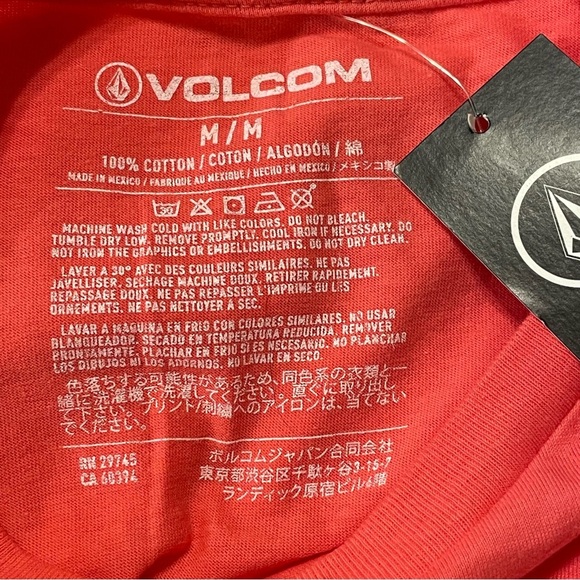 VOLCOM
M/M
100% COTTON / COTON / ALGODÓN / 綿
MADE IN MEXICO / FABRIQUE AU MEXIQUE / HECHO EN MEXICO / メキシコ製
30
MACHINE WASH COLD WITH LIKE COLORS. DO NOT BLEACH.
TUMBLE DRY LOW. REMOVE PROMPTLY. COOL IRON IF NECESSARY. DO
NOT IRON THE GRAPHICS OR EMBELLISHMENTS. DO NOT DRY CLEAN.
LAVER A 30° AVEC DES COULEURS SIMILAIRES. NE PAS
JAVELLISER. SECHAGE MACHINE DOUX. RETIRER RAPIDEMENT.
REPASSAGE DOUX. NE PAS REPASSER L'IMPRIME OU LES
ORNEMENTS. NE PAS NETTOYER A SEC.
LAVAR A MAQUINA EN FRIO CON COLORES SIMILARES. NO USAR
BLANQUEADOR. SECADO EN TEMPERATURA REDUCIDA. REMOVER
PRONTAMENTE. PLANCHAR EN FRIO SI ES NECESARIO. NO PLANCHAR
LOS DIBUJOS NI LOS ADORNOS. NO LAVAR EN SECO.
色落ちする可能性があるため、同色系の衣類と一
緒に洗濯機で洗濯してください。直ぐに取り出し
て下さい。プリント/刺繍へのアイロンは、当てない
でください。
RN 29745
CA 60394
ボルコムジャパン合同会社
東京都渋谷区千駄ヶ谷3-15-7
ランディック原宿ビル4階